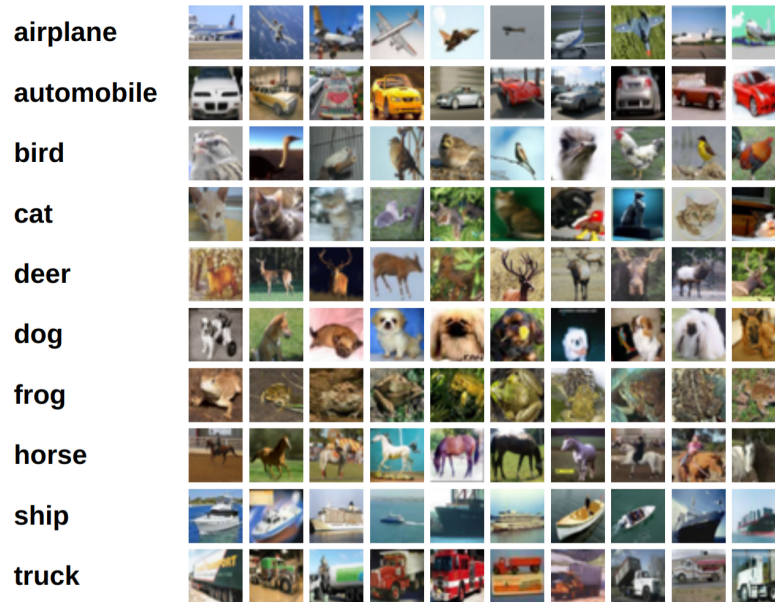 airplane
automobile
bird
cat
deer
dog
frog
horse
ship
truck